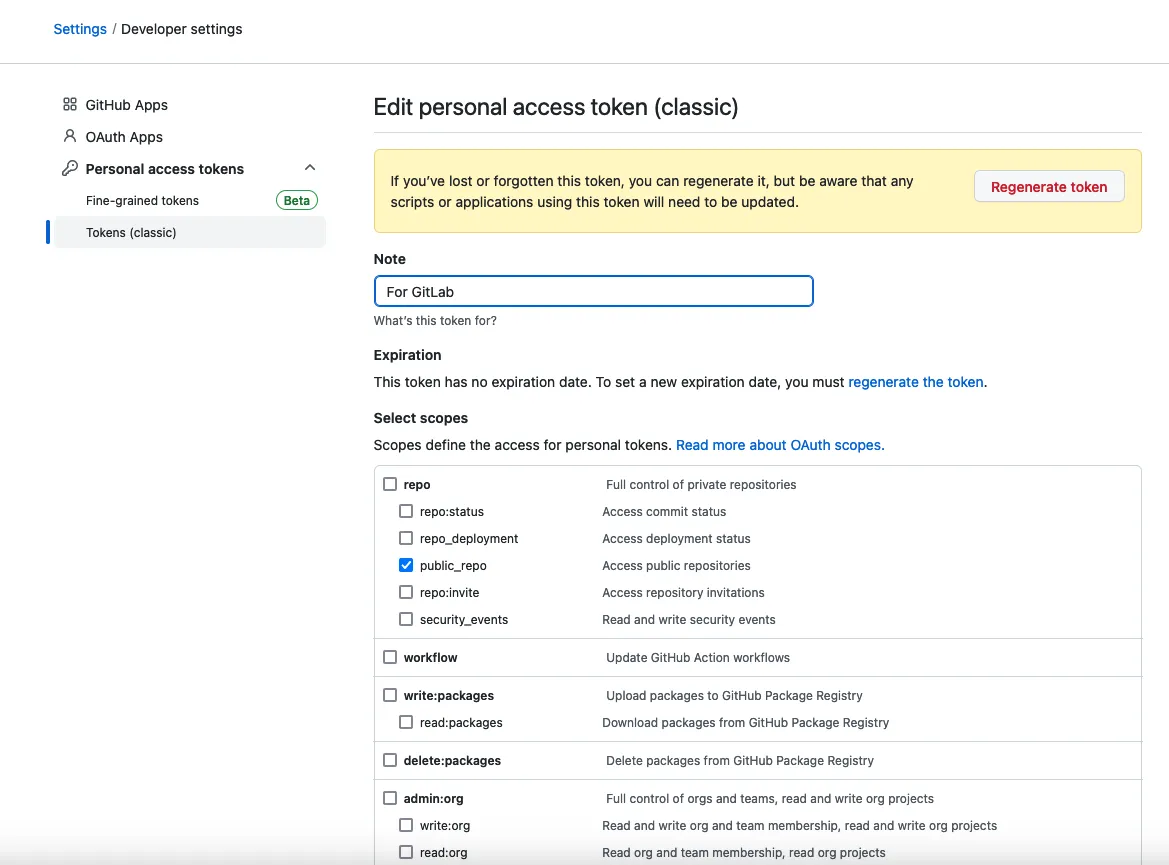 Settings / Developer settings
GitHub Apps
OAuth Apps
Personal access tokens
Fine-grained tokens Beta
Tokens (classic)
Edit personal access token (classic)
If you’ve lost or forgotten this token, you can regenerate it, but be aware that any
scripts or applications using this token will need to be updated.
Regenerate token
Note
For GitLab
What’s this token for?
Expiration
This token has no expiration date. To set a new expiration date, you must regenerate the token.
Select scopes
Scopes define the access for personal tokens. Read more about OAuth scopes.
repo Full control of private repositories
repo:status Access commit status
repo_deployment Access deployment status
public_repo Access public repositories
repo:invite Access repository invitations
security_events Read and write security events
workflow Update GitHub Action workflows
write:packages Upload packages to GitHub Package Registry
read:packages Download packages from GitHub Package Registry
delete:packages Delete packages from GitHub Package Registry
admin:org Full control of orgs and teams, read and write org projects
write:org Read and write org and team membership, read and write org projects
read:org Read org and team membership, read org projects